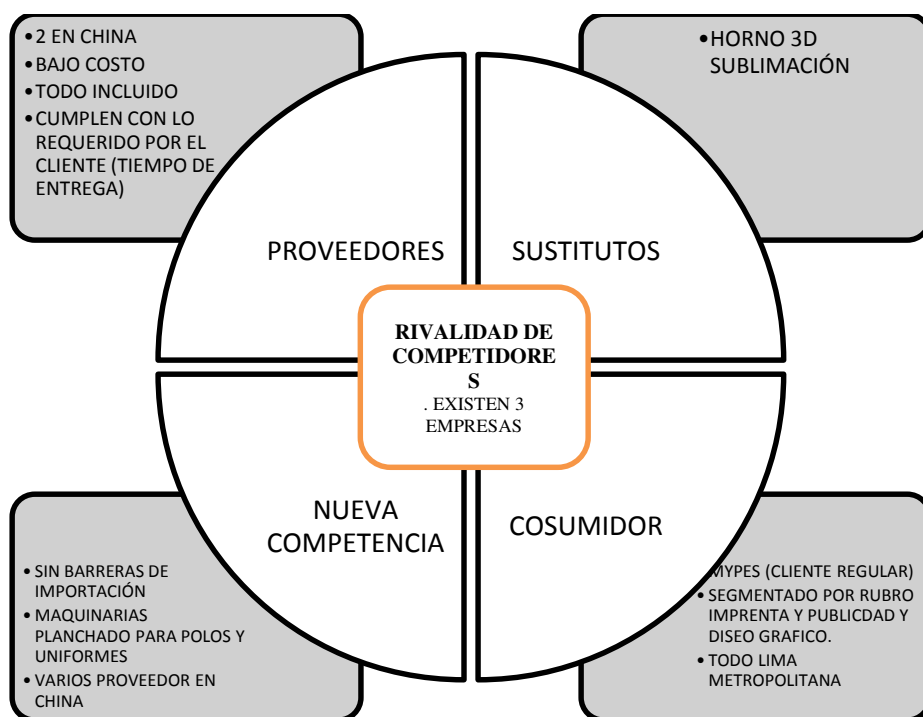 •2 EN CHINA
•BAJO COSTO
•TODO INCLUIDO
•CUMPLEN CON LO
REQUERIDO POR EL
CLIENTE (TIEMPO DE
ENTREGA)
•HORNO 3D
SUBLIMACIÓN
PROVEEDORES
SUSTITUTOS
RIVALIDAD DE
COMPETIDORE
S
. EXISTEN 3
EMPRESAS
NUEVA
COMPETENCIA
COSUMIDOR
• SIN BARRERAS DE
IMPORTACIÓN
• MAQUINARIAS
PLANCHADO PARA POLOS Y
UNIFORMES
• VARIOS PROVEEDOR EN
CHINA
MYPES (CLIENTE REGULAR)
• SEGMENTADO POR RUBRO
IMPRENTA Y PUBLICDAD Y
DISEO GRAFICO.
• TODO LIMA
METROPOLITANA